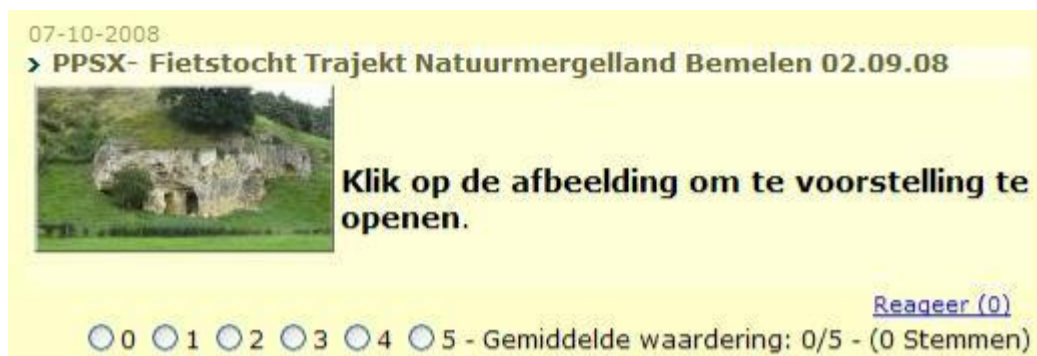 07-10-2008
PPSX- Fietstocht Trajekt Natuurmergelland Bemelen 02.09.08
Klik op de afbeelding om te voorstelling te
openen.
Reageer (0)
0 1 2 3 4 5 - Gemiddelde waardering: 0/5 - (0 Stemmen)